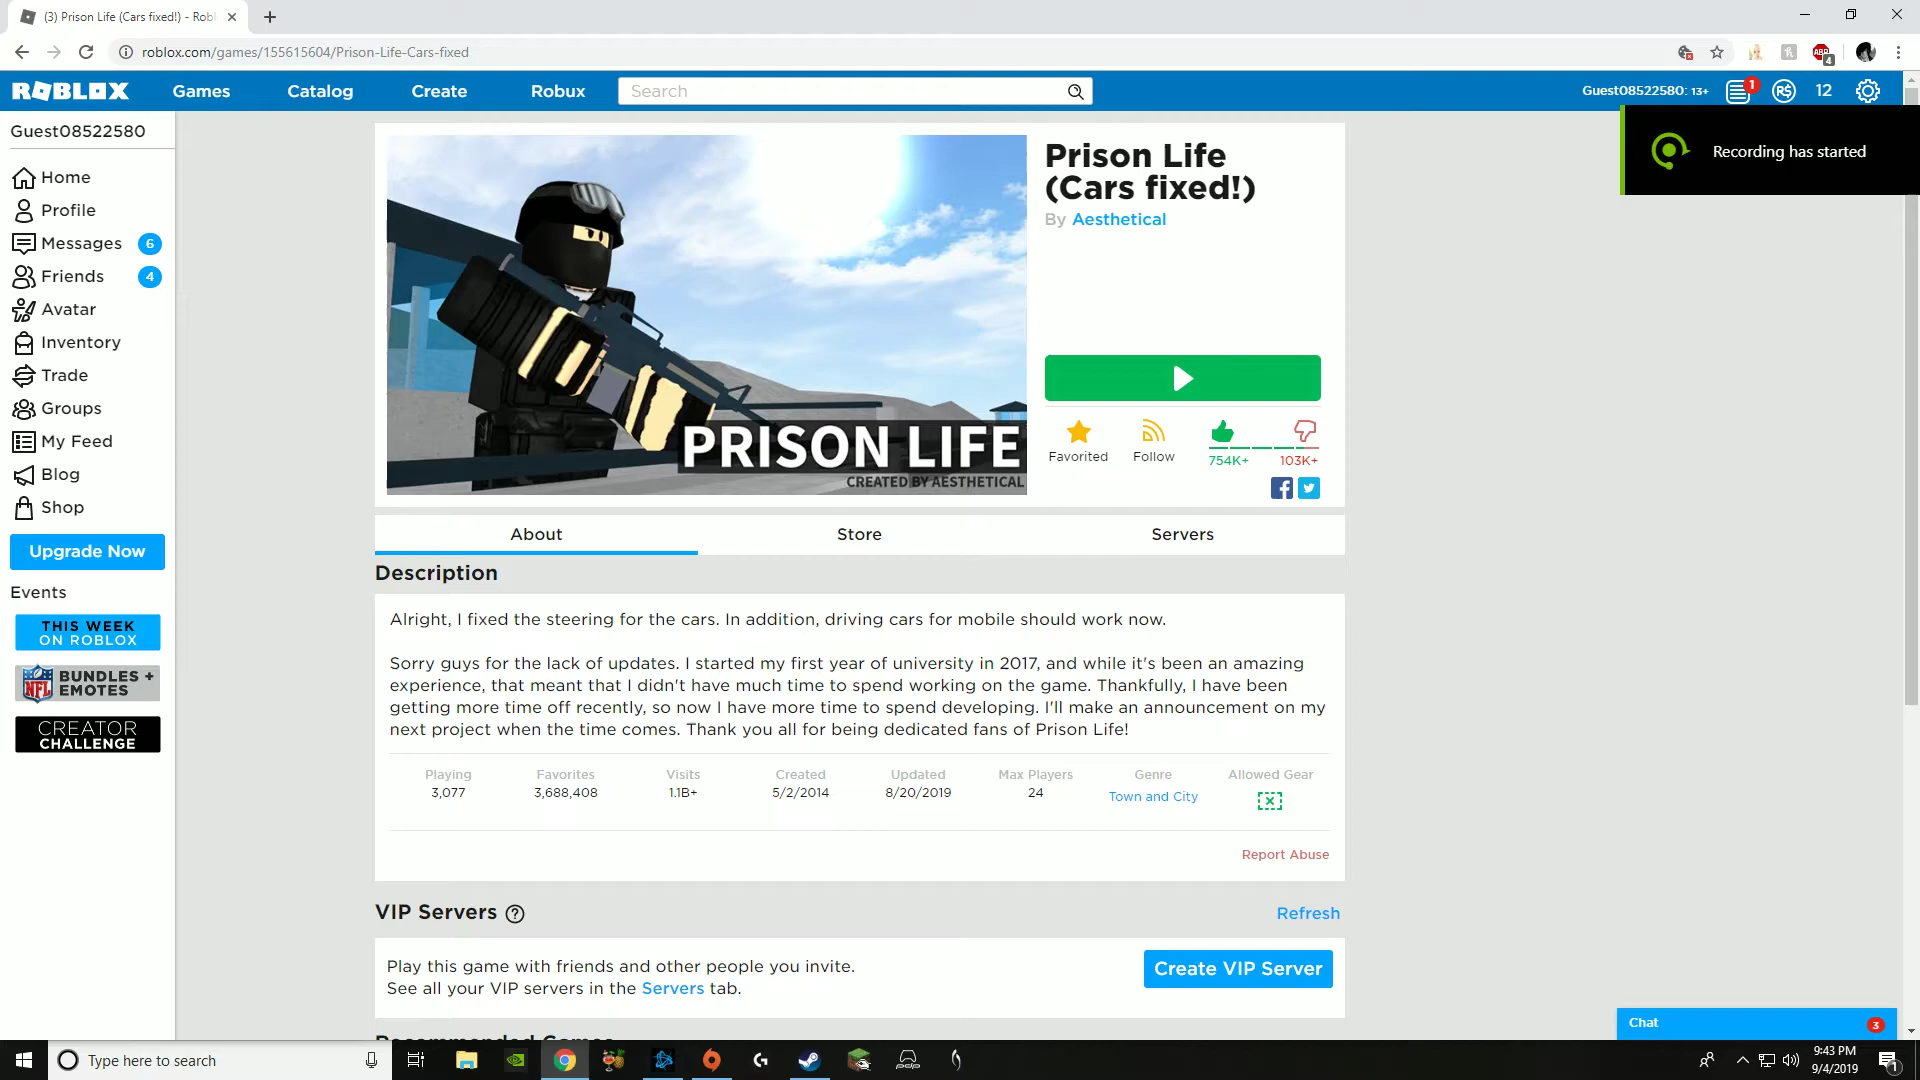 (3) Prison Life (Cars fixed!) - Rob
roblox.com/games/155615604/Prison-Life-Cars-fixed
ABP
4
ROBLOX
Games
Catalog
Create
Robux
Search
Guest08522580: 13+
1
R$
12
Recording has started
Guest08522580
Home
Profile
Messages
6
Friends
4
Avatar
Inventory
Trade
Groups
My Feed
Blog
Shop
Upgrade Now
Events
THIS WEEK
ON ROBLOX
NFL
BUNDLES +
EMOTES
CREATOR
CHALLENGE
PRISON LIFE
CREATED BY AESTHETICAL
Prison Life
(Cars fixed!)
By Aesthetical
Favorited
Follow
754K+
103K+
About
Store
Servers
Description
Alright, I fixed the steering for the cars. In addition, driving cars for mobile should work now.
Sorry guys for the lack of updates. I started my first year of university in 2017, and while it's been an amazing
experience, that meant that I didn't have much time to spend working on the game. Thankfully, I have been
getting more time off recently, so now I have more time to spend developing. I'll make an announcement on my
next project when the time comes. Thank you all for being dedicated fans of Prison Life!
Playing
Favorites
Visits
Created
Updated
Max Players
Genre
Allowed Gear
3,077
3,688,408
1.1B+
5/2/2014
8/20/2019
24
Town and City
Report Abuse
VIP Servers
Refresh
Play this game with friends and other people you invite.
See all your VIP servers in the Servers tab.
Create VIP Server
Recommended Games
Chat
3
Type here to search
9:43 PM
9/4/2019
1